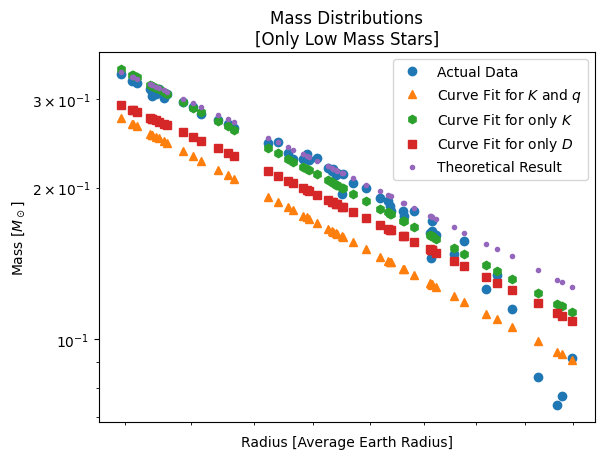 Mass Distributions
[Only Low Mass Stars]
Actual Data
Curve Fit for K and q
Curve Fit for only K
Curve Fit for only D
Theoretical Result
3 × 10⁻¹
2 × 10⁻¹
10⁻¹
Mass [M⊙]
Radius [Average Earth Radius]